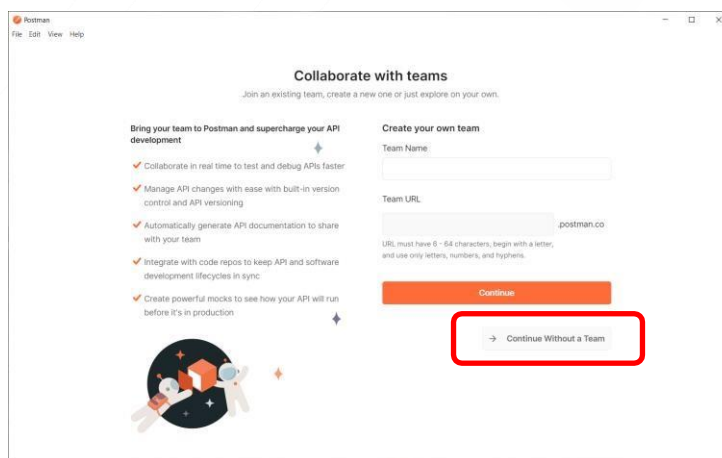 Postman
File Edit View Help
Collaborate with teams
Join an existing team, create a new one or just explore on your own.
Bring your team to Postman and supercharge your API
development
Collaborate in real time to test and debug APIs faster
Manage API changes with ease with built-in version
control and API versioning
Automatically generate API documentation to share
with your team
Integrate with code repos to keep API and software
development lifecycles in sync
Create powerful mocks to see how your API will run
before it's in production
Create your own team
Team Name
Team URL
.postman.co
URL must have 6 - 64 characters, begin with a letter,
and use only letters, numbers, and hyphens.
Continue
→ Continue Without a Team